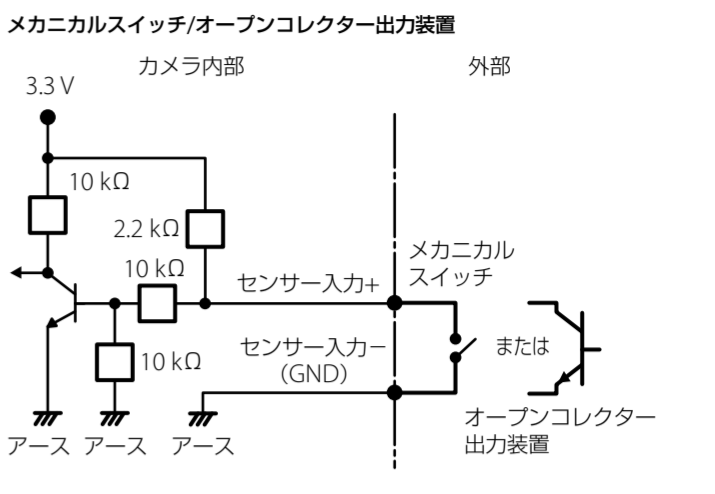 メカニカルスイッチ/オープンコレクター出力装置
カメラ内部
外部
3.3 V
10 kΩ
2.2 kΩ
10 kΩ
センサー入力+
メカニカル
スイッチ
センサー入力−
(GND)
または
10 kΩ
オープンコレクター
出力装置
アース
アース
アース